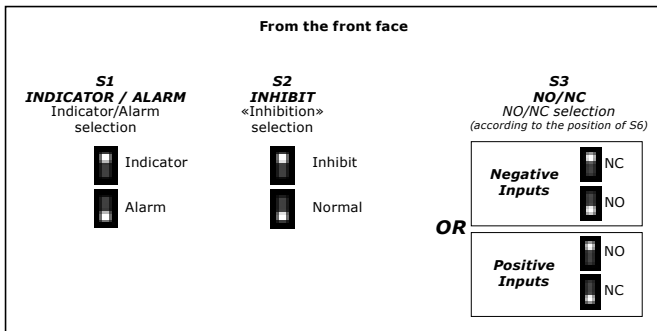 From the front face
S1
INDICATOR / ALARM
Indicator/Alarm
selection
Indicator
Alarm
S2
INHIBIT
«Inhibition»
selection
Inhibit
Normal
S3
NO/NC
NO/NC selection
(according to the position of S6)
Negative
Inputs
NC
NO
OR
Positive
Inputs
NO
NC